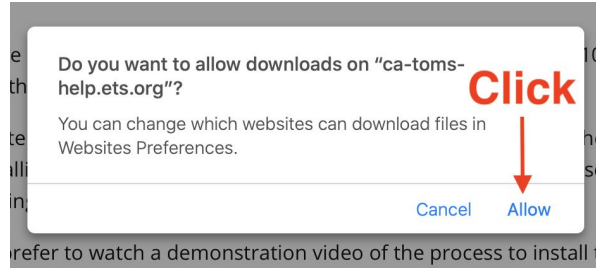 Do you want to allow downloads on “ca-toms-
help.ets.org”?
Click
You can change which websites can download files in
Websites Preferences.
Cancel Allow
refer to watch a demonstration video of the process to install